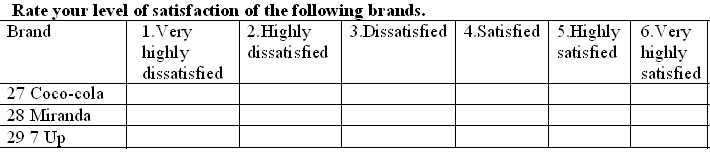 Rate your level of satisfaction of the following brands.
Brand 1.Very highly dissatisfied 2.Highly dissatisfied 3.Dissatisfied 4.Satisfied 5.Highly satisfied 6.Very highly satisfied
27 Coco-cola
28 Miranda
29 7 Up